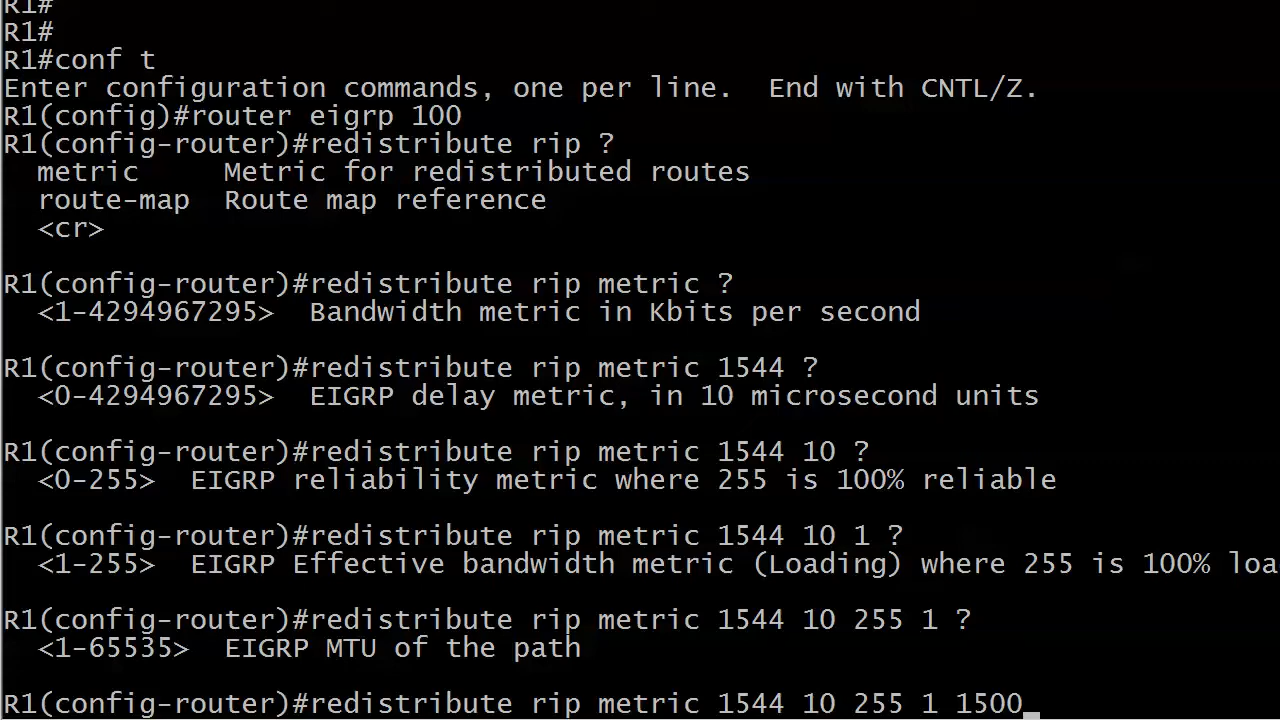 R1#
R1#
R1#conf t
Enter configuration commands, one per line.  End with CNTL/Z.
R1(config)#router eigrp 100
R1(config-router)#redistribute rip ?
  metric     Metric for redistributed routes
  route-map  Route map reference
  <cr>
R1(config-router)#redistribute rip metric ?
  <1-4294967295>  Bandwidth metric in Kbits per second
R1(config-router)#redistribute rip metric 1544 ?
  <0-4294967295>  EIGRP delay metric, in 10 microsecond units
R1(config-router)#redistribute rip metric 1544 10 ?
  <0-255>  EIGRP reliability metric where 255 is 100% reliable
R1(config-router)#redistribute rip metric 1544 10 1 ?
  <1-255>  EIGRP Effective bandwidth metric (Loading) where 255 is 100% loa
R1(config-router)#redistribute rip metric 1544 10 255 1 ?
  <1-65535>  EIGRP MTU of the path
R1(config-router)#redistribute rip metric 1544 10 255 1 1500